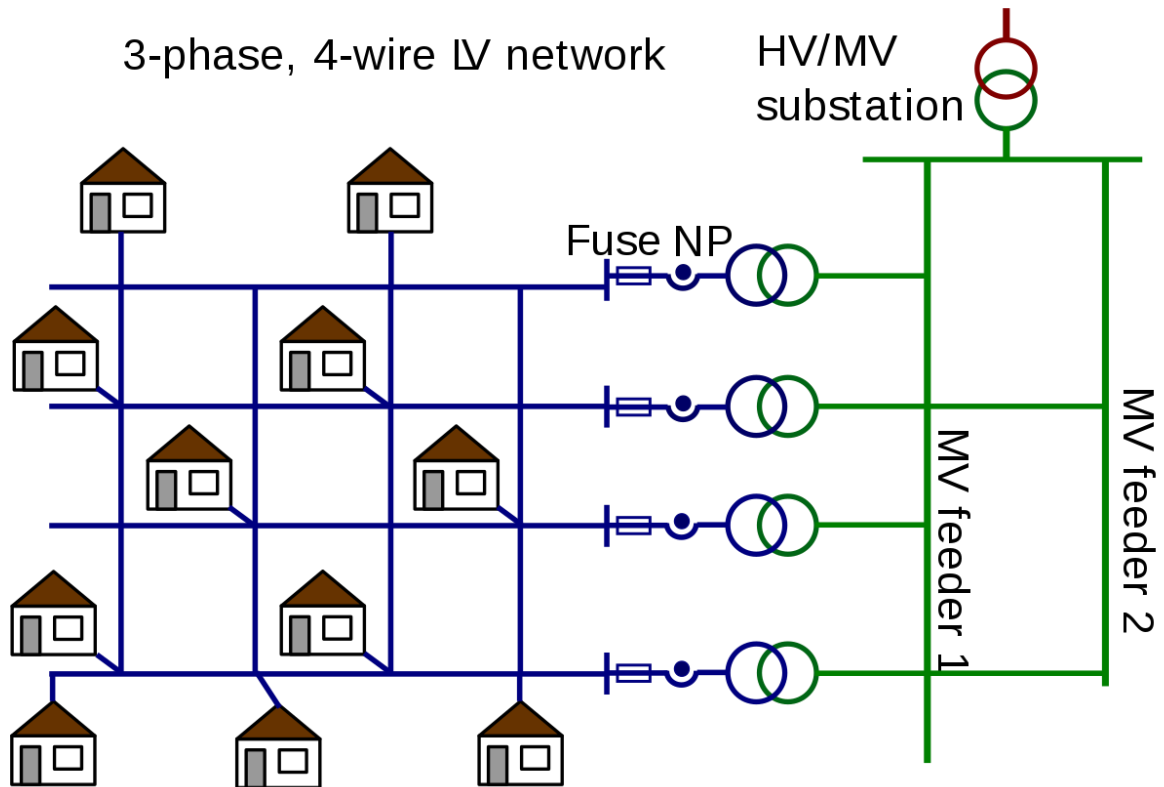 3-phase, 4-wire LV network
HV/MV
substation
Fuse NP
MV feeder 1
MV feeder 2